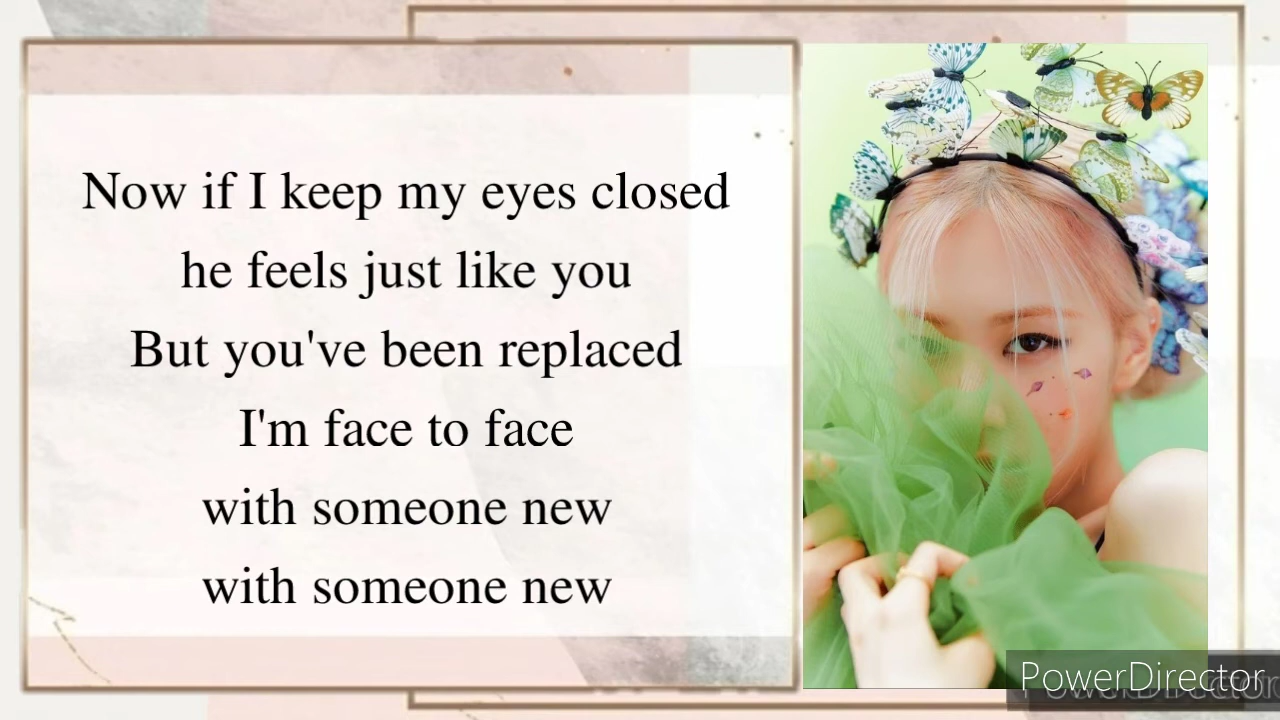 Now if I keep my eyes closed
he feels just like you
But you've been replaced
I'm face to face
with someone new
with someone new
PowerDirector